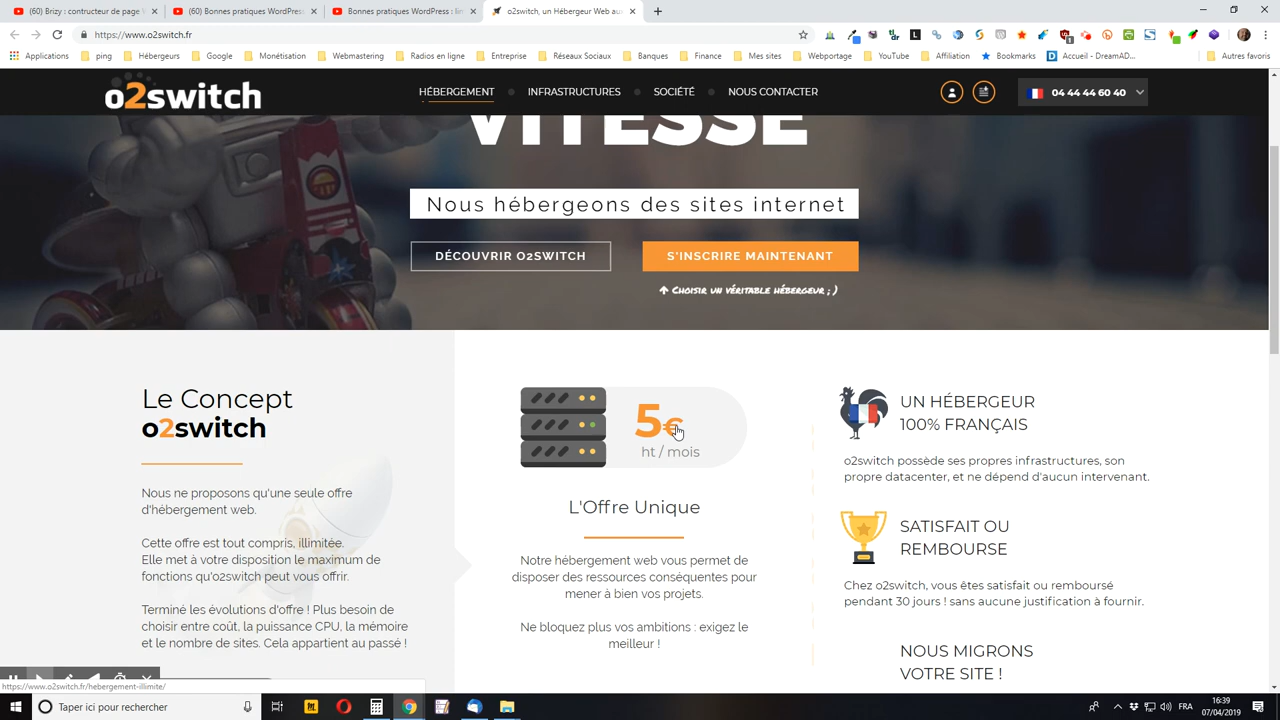 (60) Brizy : contructeur de page V
(60) Bonnes pratiques WordPress
Bonnes pratiques WordPress : lim
o2switch, un Hébergeur Web aux
https://www.o2switch.fr
Applications
ping
Hébergeurs
Google
Monétisation
Webmastering
Radios en ligne
Entreprise
Réseaux Sociaux
Banques
Finance
Mes sites
Webportage
YouTube
Affiliation
Bookmarks
Accueil - DreamAD...
Autres favoris
o2switch
HÉBERGEMENT
INFRASTRUCTURES
SOCIÉTÉ
NOUS CONTACTER
04 44 44 60 40
VITESSE
Nous hébergeons des sites internet
DÉCOUVRIR O2SWITCH
S'INSCRIRE MAINTENANT
Choisir un véritable hébergeur ; )
Le Concept
o2switch
Nous ne proposons qu'une seule offre
d'hébergement web.
Cette offre est tout compris, illimitée.
Elle met à votre disposition le maximum de
fonctions qu'o2switch peut vous offrir.
Terminé les évolutions d'offre ! Plus besoin de
choisir entre coût, la puissance CPU, la mémoire
et le nombre de sites. Cela appartient au passé !
5€
ht / mois
L'Offre Unique
Notre hébergement web vous permet de
disposer des ressources conséquentes pour
mener à bien vos projets.
Ne bloquez plus vos ambitions : exigez le
meilleur !
UN HÉBERGEUR
100% FRANÇAIS
o2switch possède ses propres infrastructures, son
propre datacenter, et ne dépend d'aucun intervenant.
SATISFAIT OU
REMBOURSE
Chez o2switch, vous êtes satisfait ou remboursé
pendant 30 jours ! sans aucune justification à fournir.
NOUS MIGRONS
VOTRE SITE !
https://www.o2switch.fr/hebergement-illimite/
Taper ici pour rechercher
FRA
16:39
07/04/2019